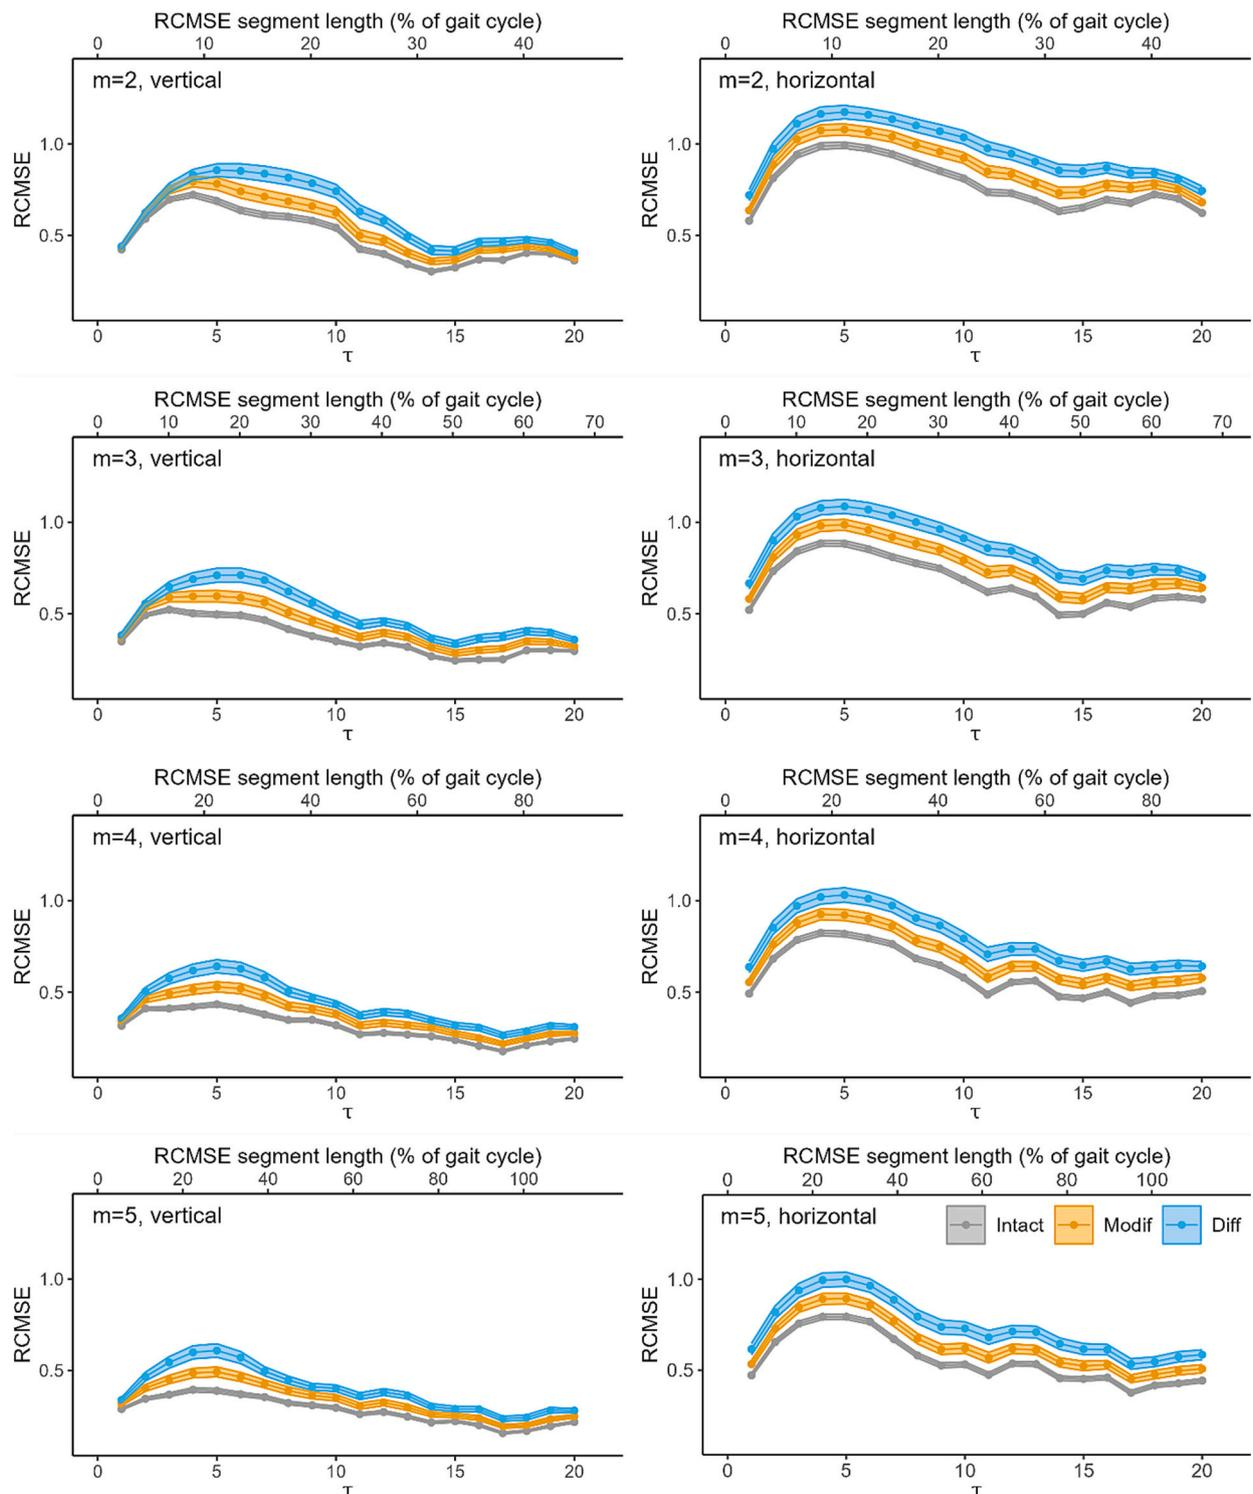 RCMSE segment length (% of gait cycle)
0 10 20 30 40
m=2, vertical
RCMSE
1.0
0.5
0 5 10 15 20
τ
RCMSE segment length (% of gait cycle)
0 10 20 30 40
m=2, horizontal
RCMSE
1.0
0.5
0 5 10 15 20
τ
RCMSE segment length (% of gait cycle)
0 10 20 30 40 50 60 70
m=3, vertical
RCMSE
1.0
0.5
0 5 10 15 20
τ
RCMSE segment length (% of gait cycle)
0 10 20 30 40 50 60 70
m=3, horizontal
RCMSE
1.0
0.5
0 5 10 15 20
τ
RCMSE segment length (% of gait cycle)
0 20 40 60 80
m=4, vertical
RCMSE
1.0
0.5
0 5 10 15 20
τ
RCMSE segment length (% of gait cycle)
0 20 40 60 80
m=4, horizontal
RCMSE
1.0
0.5
0 5 10 15 20
τ
RCMSE segment length (% of gait cycle)
0 20 40 60 80 100
m=5, vertical
RCMSE
1.0
0.5
0 5 10 15 20
τ
RCMSE segment length (% of gait cycle)
0 20 40 60 80 100
m=5, horizontal
Intact Modif Diff
RCMSE
1.0
0.5
0 5 10 15 20
τ